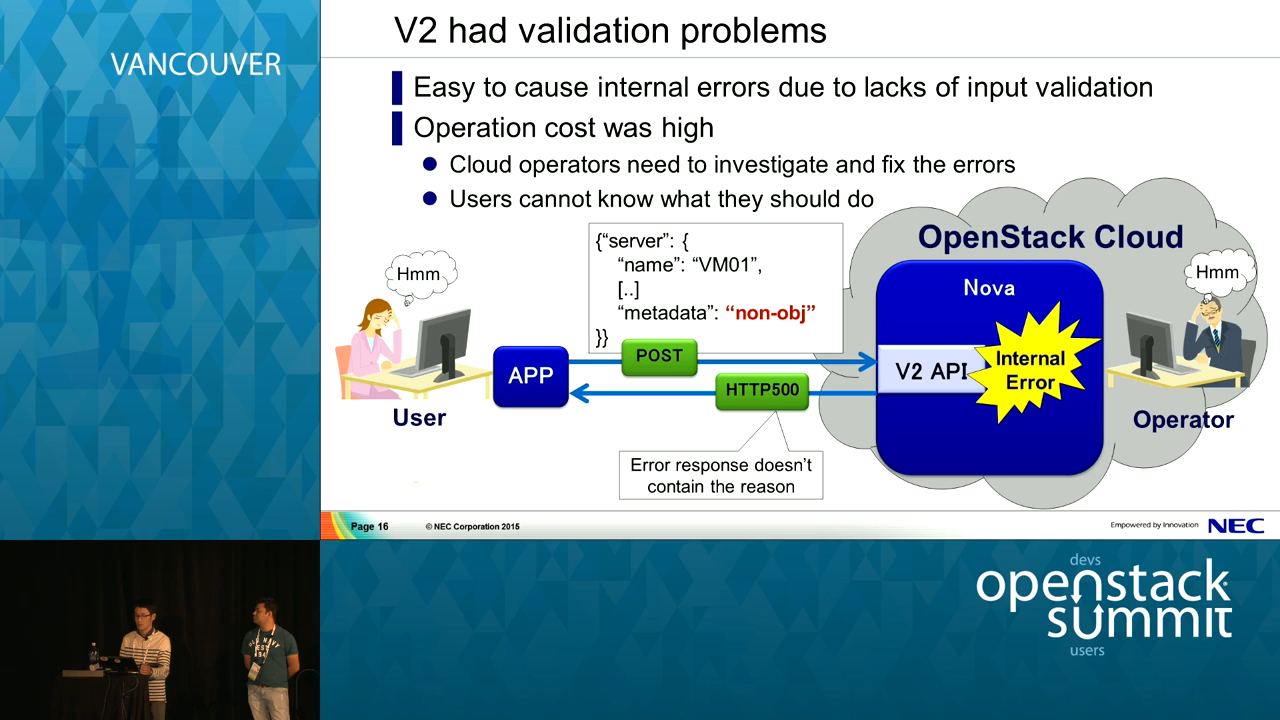 VANCOUVER
V2 had validation problems
Easy to cause internal errors due to lacks of input validation
Operation cost was high
Cloud operators need to investigate and fix the errors
Users cannot know what they should do
OpenStack Cloud
{“server”: {
“name”: “VM01”,
[..]
“metadata”: “non-obj”
}}
Hmm
Hmm
Nova
POST
APP
V2 API
Internal
Error
HTTP500
User
Operator
Error response doesn’t
contain the reason
Page 16
© NEC Corporation 2015
Empowered by Innovation
NEC
devs
openstack
summit
users
OLD NAVY